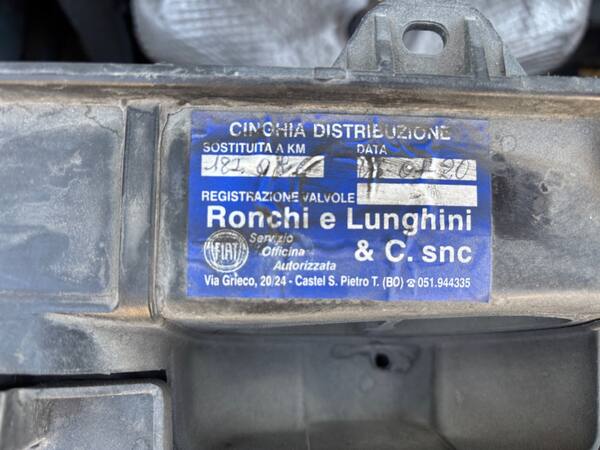 CINGHIA DISTRIBUZIONE
SOSTITUITA A KM DATA
REGISTRAZIONE VALVOLE
Ronchi e Lunghini
& C. snc
FIAT
Servizio
Officina
Autorizzata
Via Grieco, 20/24 - Castel S. Pietro T. (BO) ☎ 051.944335